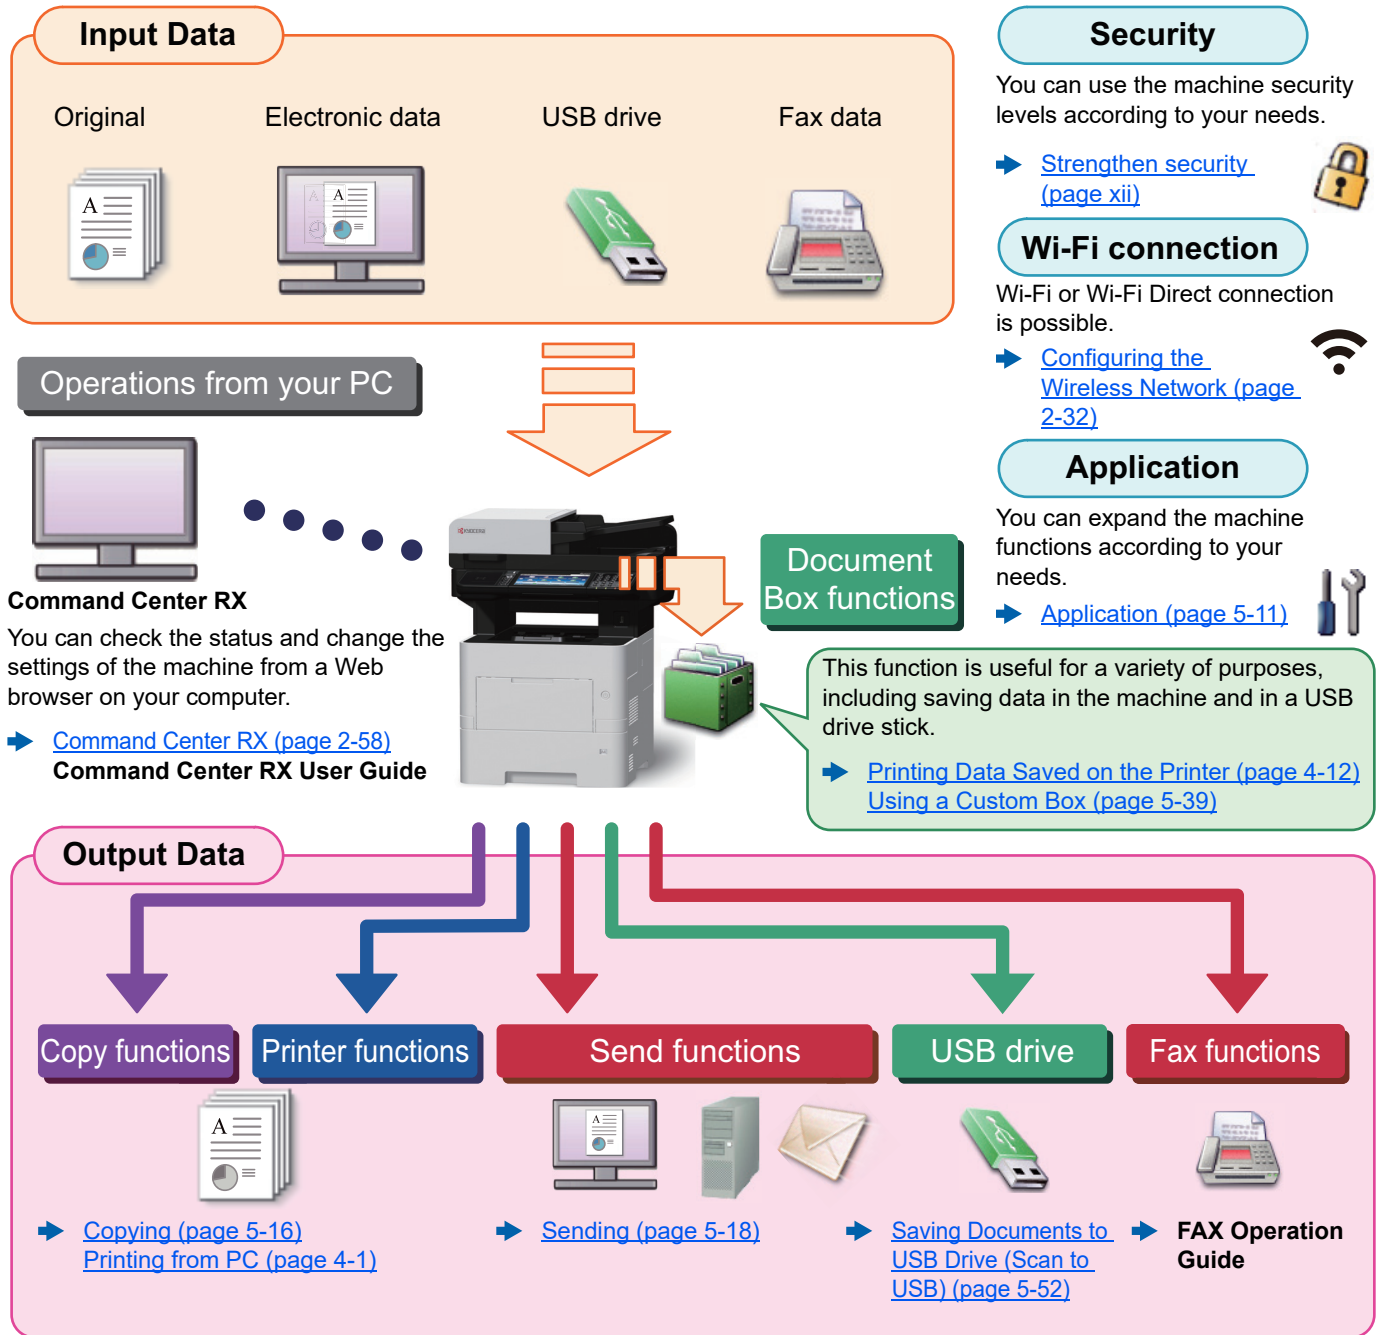 Input Data
Original
Electronic data
USB drive
Fax data
Security
You can use the machine security
levels according to your needs.
Strengthen security
(page xii)
Wi-Fi connection
Wi-Fi or Wi-Fi Direct connection
is possible.
Configuring the
Wireless Network (page
2-32)
Application
You can expand the machine
functions according to your
needs.
Application (page 5-11)
Operations from your PC
Command Center RX
You can check the status and change the
settings of the machine from a Web
browser on your computer.
Command Center RX (page 2-58)
Command Center RX User Guide
KYOCERA
Document
Box functions
This function is useful for a variety of purposes,
including saving data in the machine and in a USB
drive stick.
Printing Data Saved on the Printer (page 4-12)
Using a Custom Box (page 5-39)
Output Data
Copy functions
Printer functions
Send functions
USB drive
Fax functions
A
A
A
A
A
Copying (page 5-16)
Printing from PC (page 4-1)
Sending (page 5-18)
Saving Documents to
USB Drive (Scan to
USB) (page 5-52)
FAX Operation
Guide